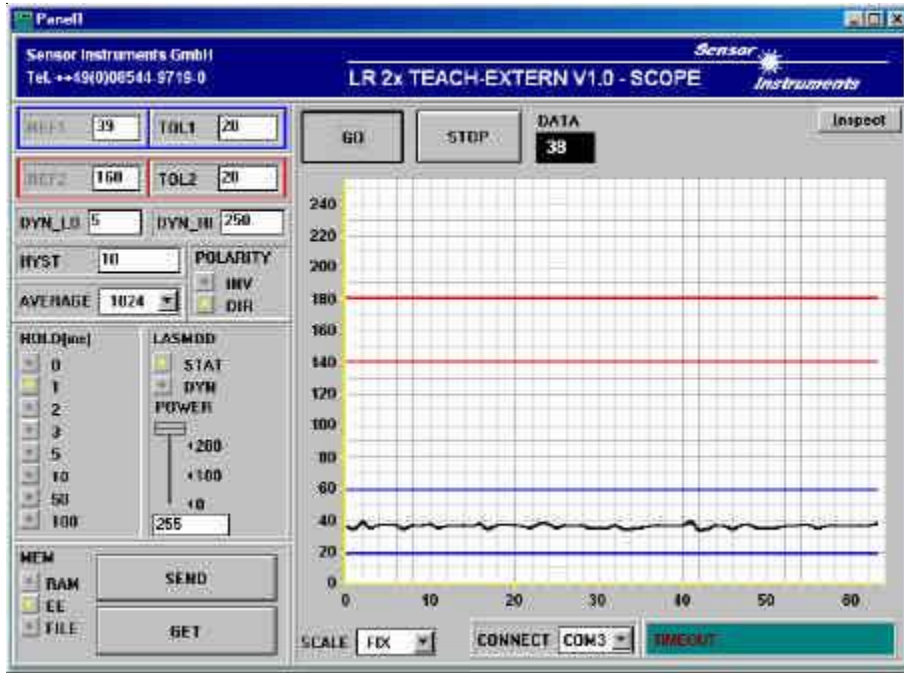 Panel1
Sensor Instruments GmbH
Tel. ++49(0)08544-9719-0
LR 2x TEACH-EXTERN V1.0 - SCOPE
Sensor Instruments
REF1 39 TOL1 20
REF2 160 TOL2 20
DYN_LO 5 DYN_HI 250
HYST 10
POLARITY
INV
DIR
AVERAGE 1024
HOLD[ms]
0
1
2
3
5
10
50
100
LASMOD
STAT
DYN
POWER
+200
+100
+0
255
MEM
RAM
EE
FILE
SEND
GET
GO
STOP
DATA
38
Inspect
240
220
200
180
160
140
120
100
80
60
40
20
0
0 10 20 30 40 50 60
SCALE FIX
CONNECT COM3
TIMEOUT